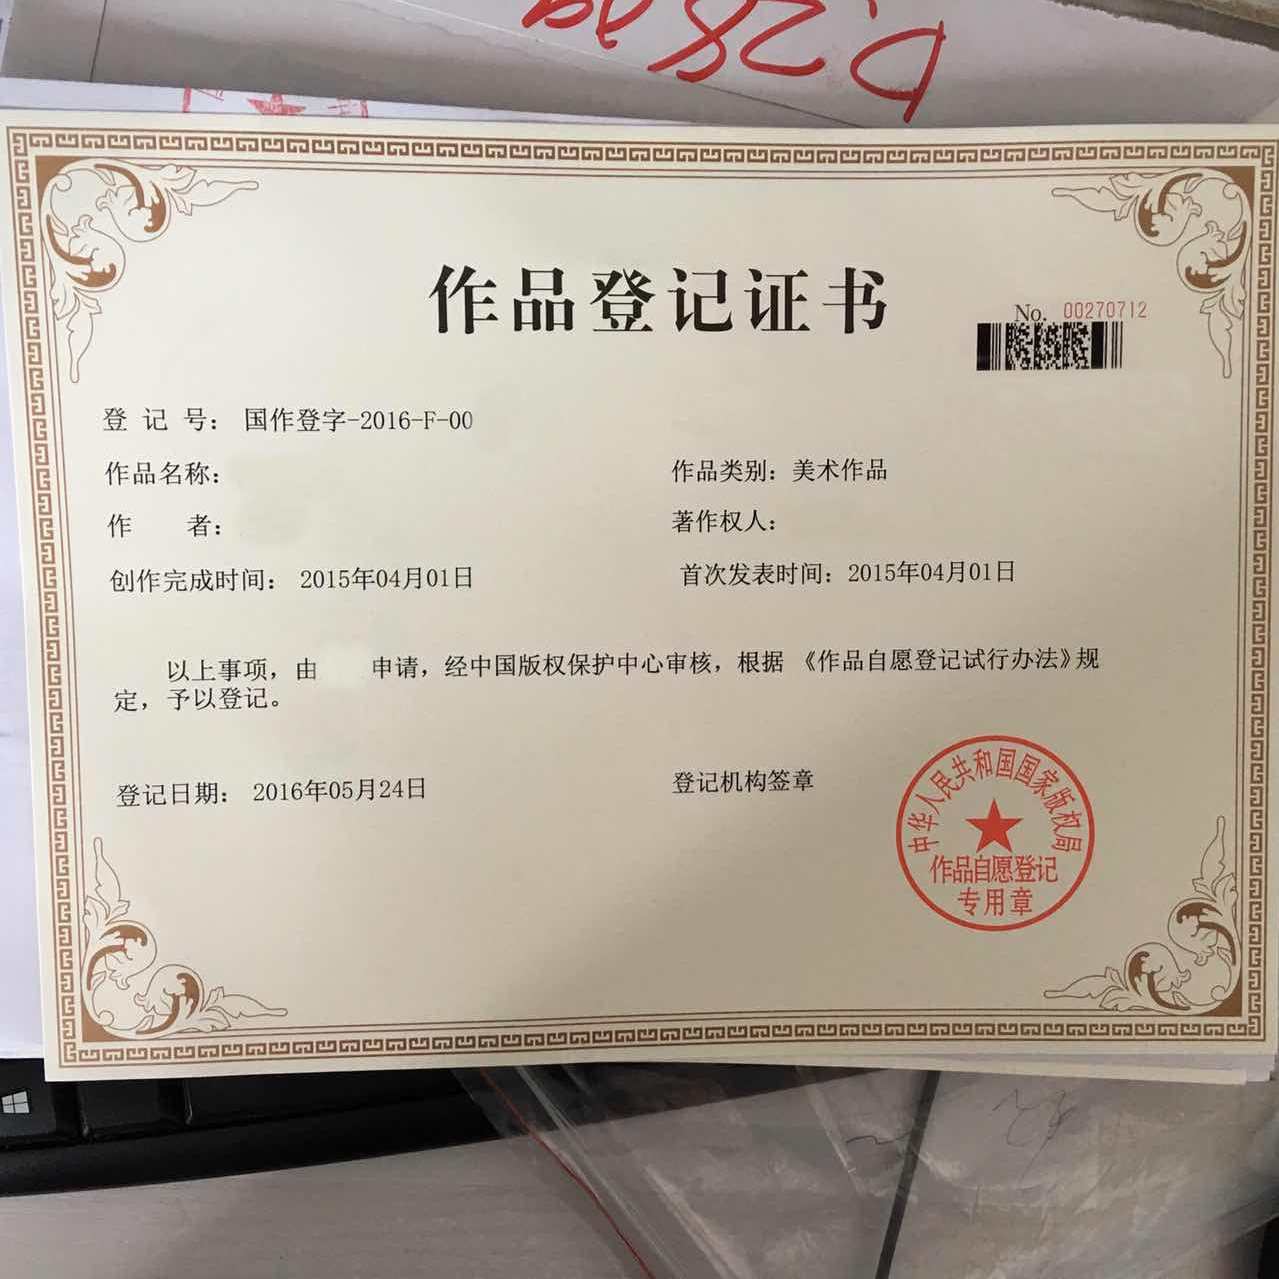 作品登记证书
No. 00270712
登 记 号： 国作登字-2016-F-00
作品名称：
作品类别：美术作品
作 者：
著作权人：
创作完成时间： 2015年04月01日
首次发表时间：2015年04月01日
以上事项，由 申请，经中国版权保护中心审核，根据《作品自愿登记试行办法》规
定，予以登记。
登记日期： 2016年05月24日
登记机构签章
中华人民共和国国家版权局
作品自愿登记
专用章